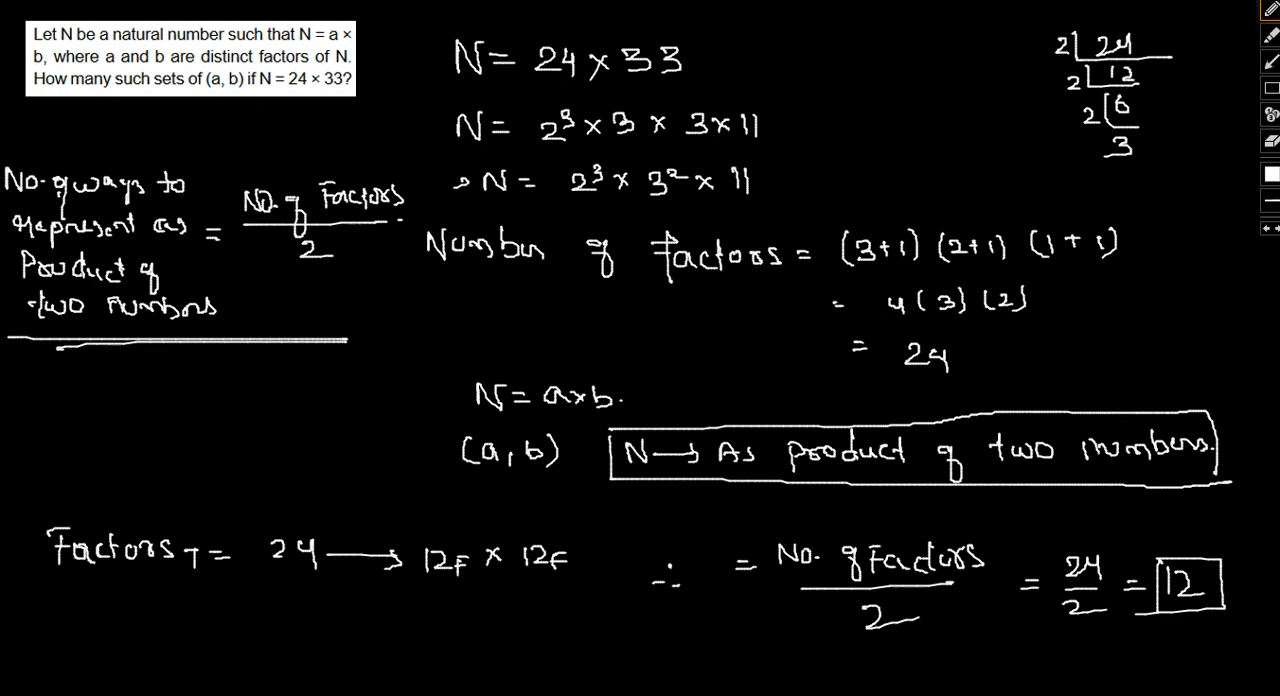 Let N be a natural number such that N = a ×
b, where a and b are distinct factors of N.
How many such sets of (a, b) if N = 24 × 33?
N = 24 × 33
N = 2³ × 3 × 3 × 11
N = 2³ × 3² × 11
2 | 24
2 | 12
2 | 6
3
No. of ways to
represent as
Product of
two numbers
= No. of Factors / 2
Number of factors = (3+1) (2+1) (1+1)
= 4 (3) (2)
= 24
N = a×b.
(a, b) N → As product of two numbers.
Factors T = 24 → 12F × 12F
∴ = No. of Factors / 2 = 24/2 = 12